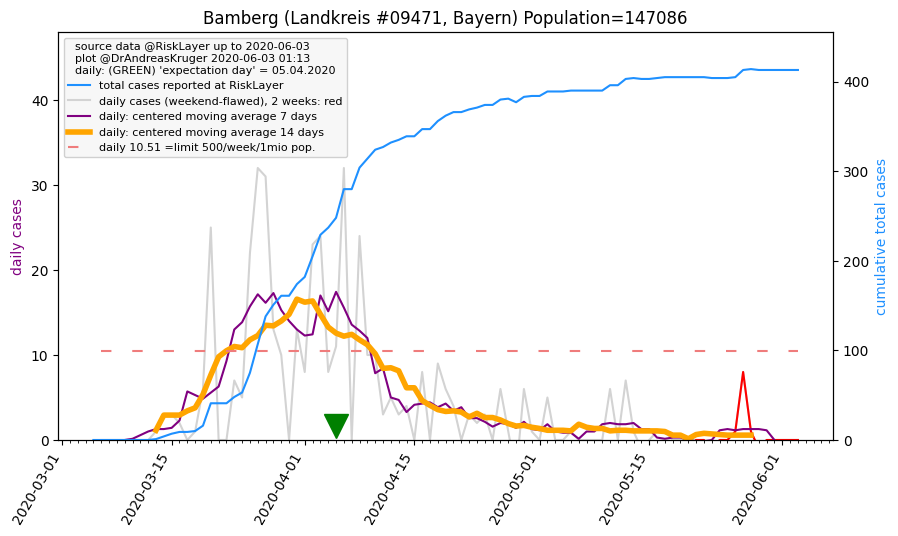 Bamberg (Landkreis #09471, Bayern) Population=147086
source data @RiskLayer up to 2020-06-03
plot @DrAndreasKruger 2020-06-03 01:13
daily: (GREEN) 'expectation day' = 05.04.2020
total cases reported at RiskLayer
daily cases (weekend-flawed), 2 weeks: red
daily: centered moving average 7 days
daily: centered moving average 14 days
daily 10.51 =limit 500/week/1mio pop.
daily cases
40
30
20
10
0
cumulative total cases
400
300
200
100
0
2020-03-01
2020-03-15
2020-04-01
2020-04-15
2020-05-01
2020-05-15
2020-06-01